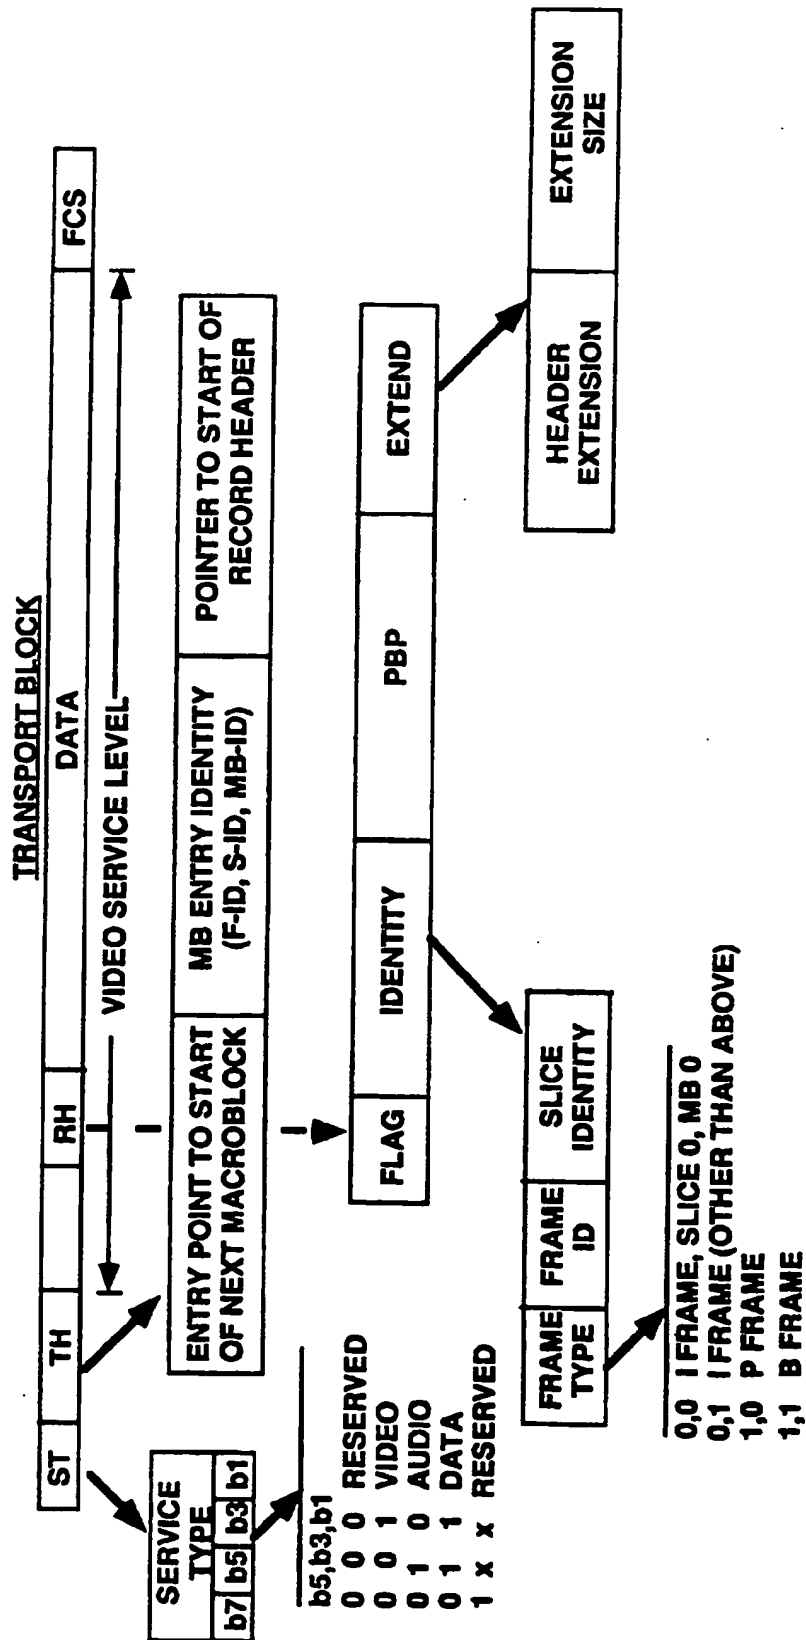 TRANSPORT BLOCK
ST TH RH DATA FCS
VIDEO SERVICE LEVEL
SERVICE
TYPE
b7 b5 b3 b1
b5,b3,b1
0 0 0 RESERVED
0 0 1 VIDEO
0 1 0 AUDIO
0 1 1 DATA
1 x x RESERVED
ENTRY POINT TO START
OF NEXT MACROBLOCK
MB ENTRY IDENTITY
(F-ID, S-ID, MB-ID)
POINTER TO START OF
RECORD HEADER
FLAG IDENTITY PBP EXTEND
FRAME
TYPE
FRAME
ID
SLICE
IDENTITY
HEADER
EXTENSION
EXTENSION
SIZE
0,0 I FRAME, SLICE 0, MB 0
0,1 I FRAME (OTHER THAN ABOVE)
1,0 P FRAME
1,1 B FRAME